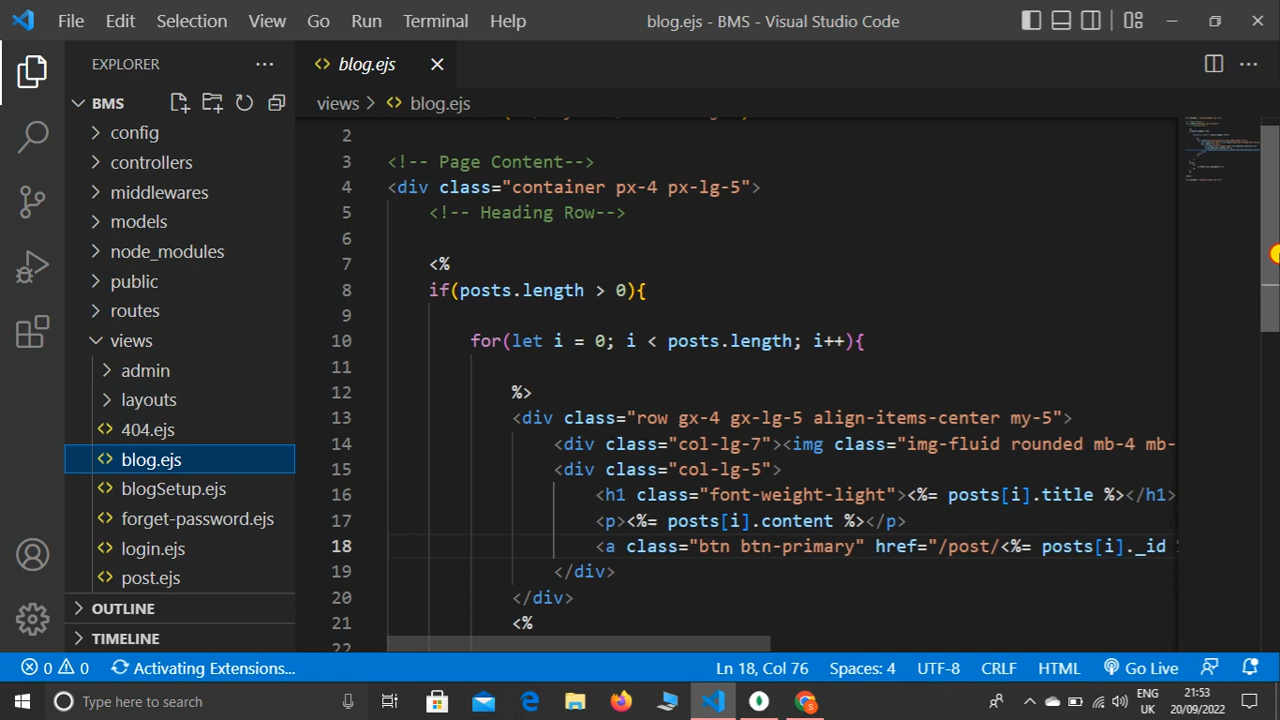 File Edit Selection View Go Run Terminal Help blog.ejs - BMS - Visual Studio Code
EXPLORER
blog.ejs
BMS
views > blog.ejs
config
controllers
middlewares
models
node_modules
public
routes
views
admin
layouts
404.ejs
blog.ejs
blogSetup.ejs
forget-password.ejs
login.ejs
post.ejs
OUTLINE
TIMELINE
2
3 <!-- Page Content-->
4 <div class="container px-4 px-lg-5">
5 <!-- Heading Row-->
6
7 <%
8 if(posts.length > 0){
9
10 for(let i = 0; i < posts.length; i++){
11
12 %>
13 <div class="row gx-4 gx-lg-5 align-items-center my-5">
14 <div class="col-lg-7"><img class="img-fluid rounded mb-4 mb-
15 <div class="col-lg-5">
16 <h1 class="font-weight-light"><%= posts[i].title %></h1>
17 <p><%= posts[i].content %></p>
18 <a class="btn btn-primary" href="/post/<%= posts[i]._id
19 </div>
20 </div>
21 <%
22
0 0 Activating Extensions... Ln 18, Col 76 Spaces: 4 UTF-8 CRLF HTML Go Live
Type here to search
ENG
UK
21:53
20/09/2022